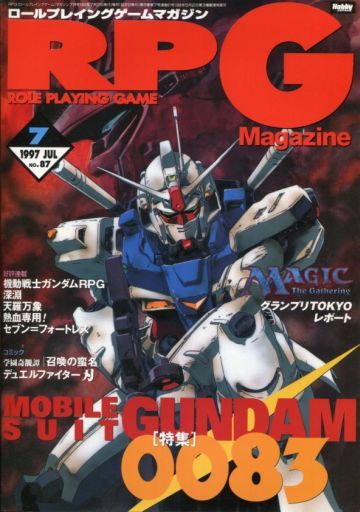 ロールプレイングゲームマガジン
Hobby
RPG
ROLE PLAYING GAME
Magazine
7
1997 JUL
NO.87
好評連載
機動戦士ガンダムRPG
深淵
天羅万象
熱血専用!
セブン=フォートレス
コミック
学園奇覯譚「召喚の蛮名」
デュエルファイター刃
MAGIC
The Gathering
グランプリTOKYO
レポート
MOBILE
SUIT GUNDAM
[特集]
0083